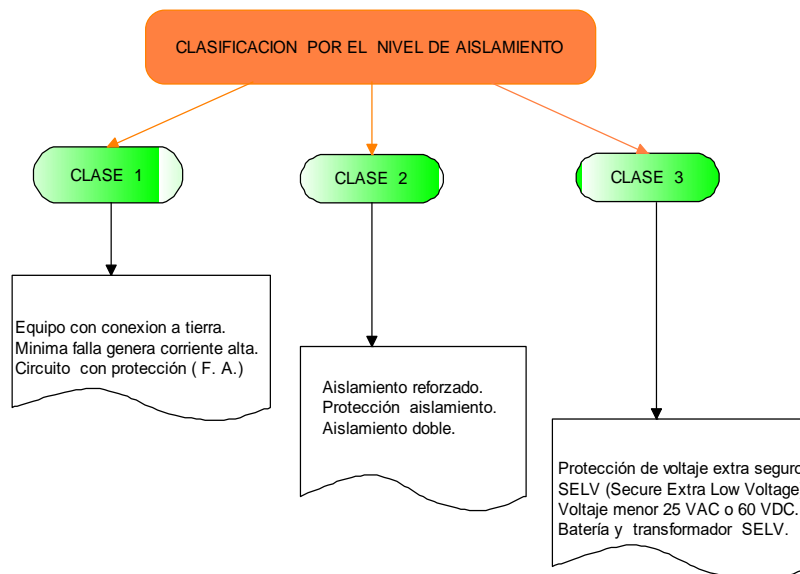 CLASIFICACION POR EL NIVEL DE AISLAMIENTO
CLASE 1
CLASE 2
CLASE 3
Equipo con conexion a tierra.
Minima falla genera corriente alta.
Circuito con protección ( F. A.)
Aislamiento reforzado.
Protección aislamiento.
Aislamiento doble.
Protección de voltaje extra seguro
SELV (Secure Extra Low Voltage
Voltaje menor 25 VAC o 60 VDC.
Batería y transformador SELV.